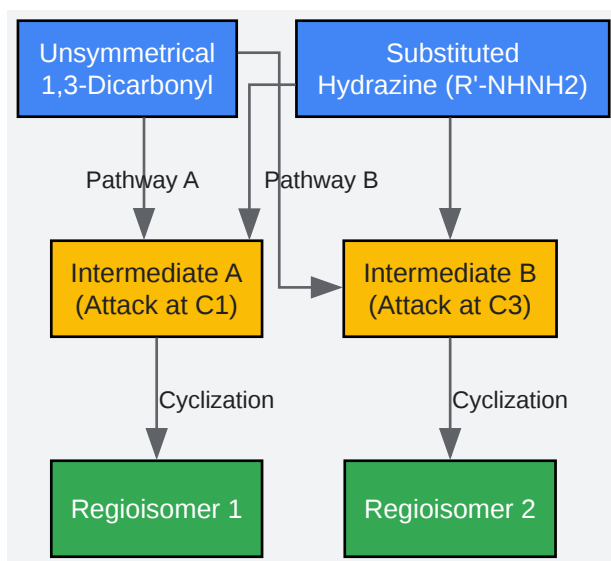 Unsymmetrical
1,3-Dicarbonyl
Substituted
Hydrazine (R'-NHNH2)
Pathway A
Pathway B
Intermediate A
(Attack at C1)
Intermediate B
(Attack at C3)
Cyclization
Cyclization
Regioisomer 1
Regioisomer 2